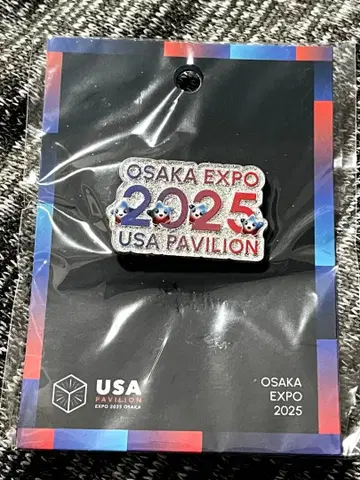 OSAKA EXPO
2025
USA PAVILION
USA
PAVILION
EXPO 2025 OSAKA
OSAKA
EXPO
2025